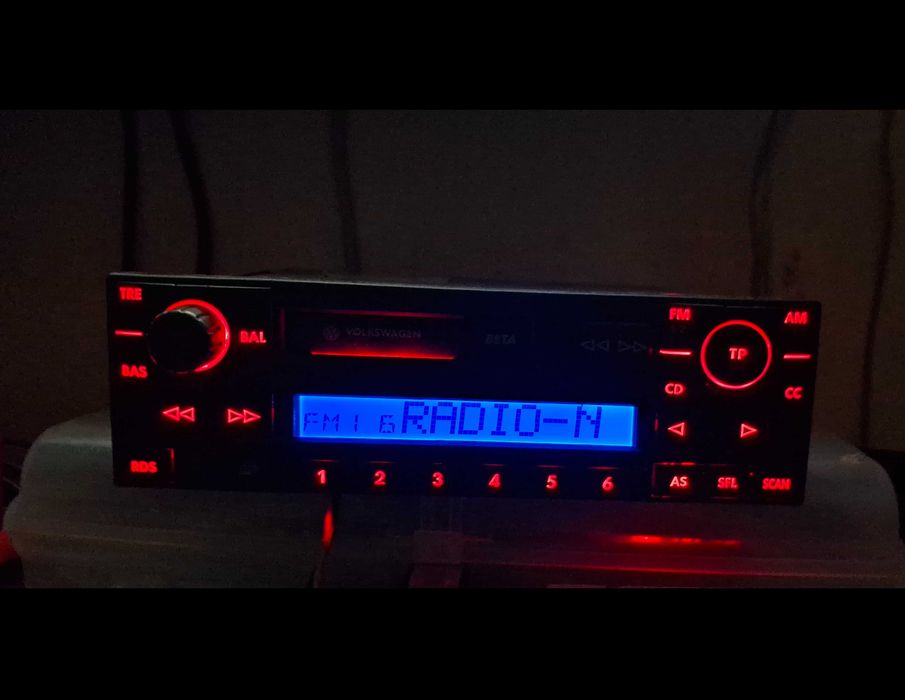 TRE
BAL
BAS
RDS
VOLKSWAGEN
BETA
FM1 6 RADIO-N
1 2 3 4 5 6
FM
AM
TP
CD
CC
AS
SEL
SCAN